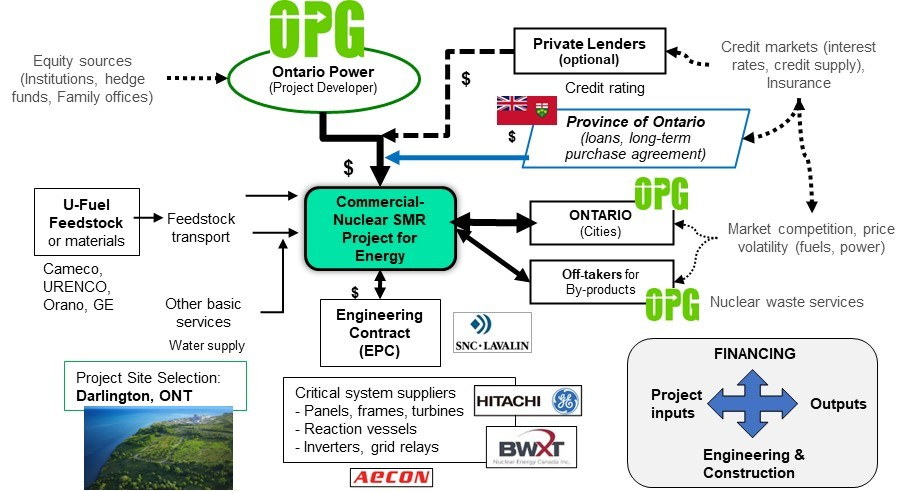 OPG
Ontario Power
(Project Developer)
Equity sources
(Institutions, hedge
funds, Family offices)
$
Private Lenders
(optional)
Credit rating
Credit markets (interest
rates, credit supply),
Insurance
$
Province of Ontario
(loans, long-term
purchase agreement)
$
U-Fuel
Feedstock
or materials
Feedstock
transport
Cameco,
URENCO,
Orano, GE
Other basic
services
Water supply
Commercial-
Nuclear SMR
Project for
Energy
OPG
ONTARIO
(Cities)
Off-takers for
By-products
OPG
Nuclear waste services
Market competition, price
volatility (fuels, power)
$
Engineering
Contract
(EPC)
SNC·LAVALIN
Project Site Selection:
Darlington, ONT
Critical system suppliers
- Panels, frames, turbines
- Reaction vessels
- Inverters, grid relays
HITACHI
GE
BWXT
Nuclear Energy Canada Inc.
AECON
FINANCING
Project
inputs
Outputs
Engineering &
Construction